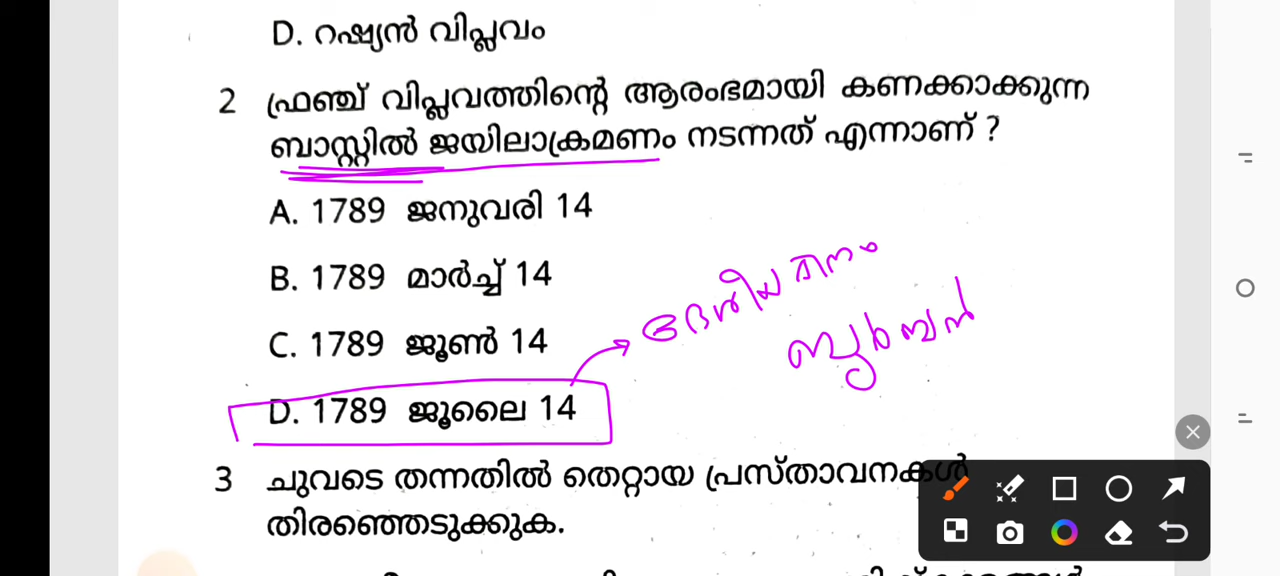 D. റഷ്യൻ വിപ്ലവം
2 ഫ്രഞ്ച് വിപ്ലവത്തിന്റെ ആരംഭമായി കണക്കാക്കുന്ന
ബാസ്റ്റിൽ ജയിലാക്രമണം നടന്നത് എന്നാണ് ?
A. 1789 ജനുവരി 14
B. 1789 മാർച്ച് 14
ദേശീയ ദിനം
ബൂർബൻ
C. 1789 ജൂൺ 14
D. 1789 ജൂലൈ 14
3 ചുവടെ തന്നതിൽ തെറ്റായ പ്രസ്താവനകൾ
തിരഞ്ഞെടുക്കുക.